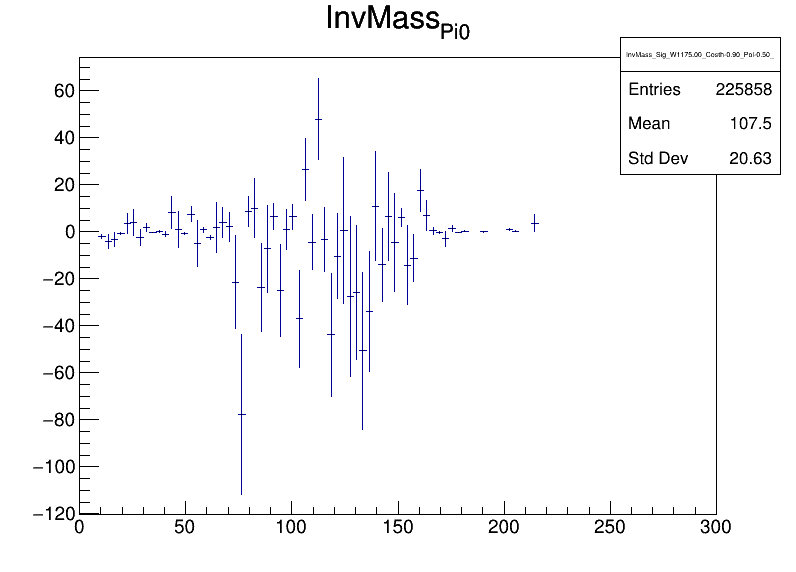 InvMass_Pi0
InvMass_Sig_W1175.00_Costh-0.90_Pol-0.50_
Entries 225858
Mean 107.5
Std Dev 20.63
60
40
20
0
−20
−40
−60
−80
−100
−120
0 50 100 150 200 250 300